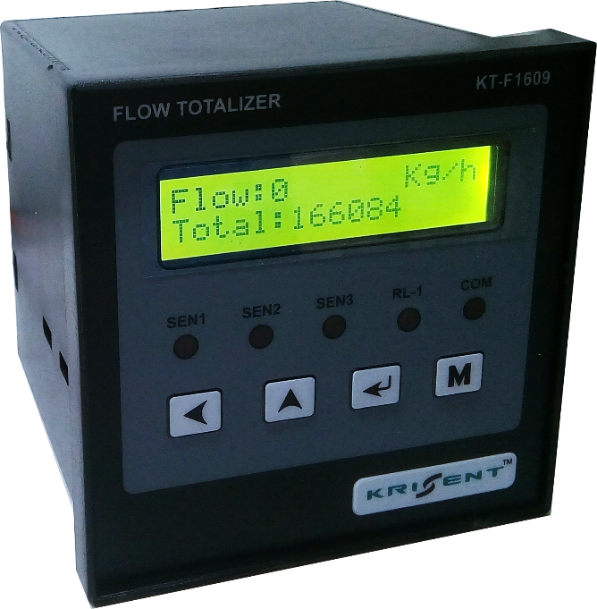 FLOW TOTALIZER KT-F1609
Flow:0 Kg/h
Total:166084
SEN1 SEN2 SEN3 RL-1 COM
M
KRISENT™